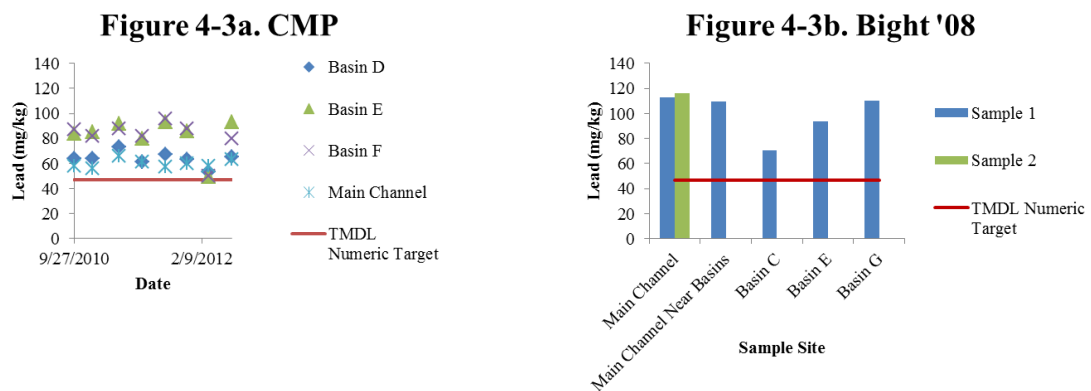 Figure 4-3a. CMP
Lead (mg/kg)
140
120
100
80
60
40
20
0
9/27/2010
2/9/2012
Date
Basin D
Basin E
Basin F
Main Channel
TMDL
Numeric Target
Figure 4-3b. Bight '08
Lead (mg/kg)
140
120
100
80
60
40
20
0
Main Channel
Main Channel Near Basins
Basin C
Basin E
Basin G
Sample Site
Sample 1
Sample 2
TMDL Numeric
Target